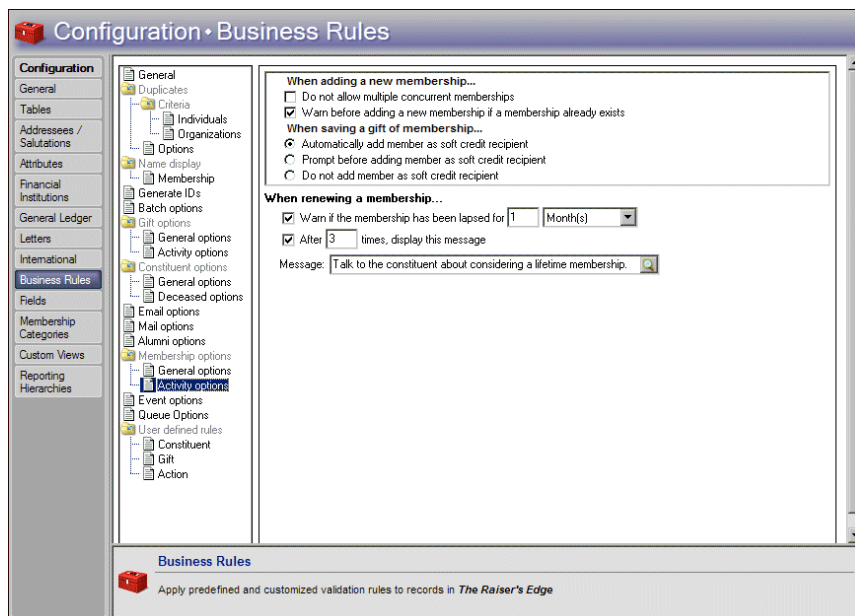 Configuration • Business Rules
Configuration
General
Tables
Addressees /
Salutations
Attributes
Financial
Institutions
General Ledger
Letters
International
Business Rules
Fields
Membership
Categories
Custom Views
Reporting
Hierarchies
General
Duplicates
Criteria
Individuals
Organizations
Options
Name display
Membership
Generate IDs
Batch options
Gift options
General options
Activity options
Constituent options
General options
Deceased options
Email options
Mail options
Alumni options
Membership options
General options
Activity options
Event options
Queue Options
User defined rules
Constituent
Gift
Action
When adding a new membership...
Do not allow multiple concurrent memberships
Warn before adding a new membership if a membership already exists
When saving a gift of membership...
Automatically add member as soft credit recipient
Prompt before adding member as soft credit recipient
Do not add member as soft credit recipient
When renewing a membership...
Warn if the membership has been lapsed for 1 Month(s)
After 3 times, display this message
Message: Talk to the constituent about considering a lifetime membership.
Business Rules
Apply predefined and customized validation rules to records in The Raiser's Edge